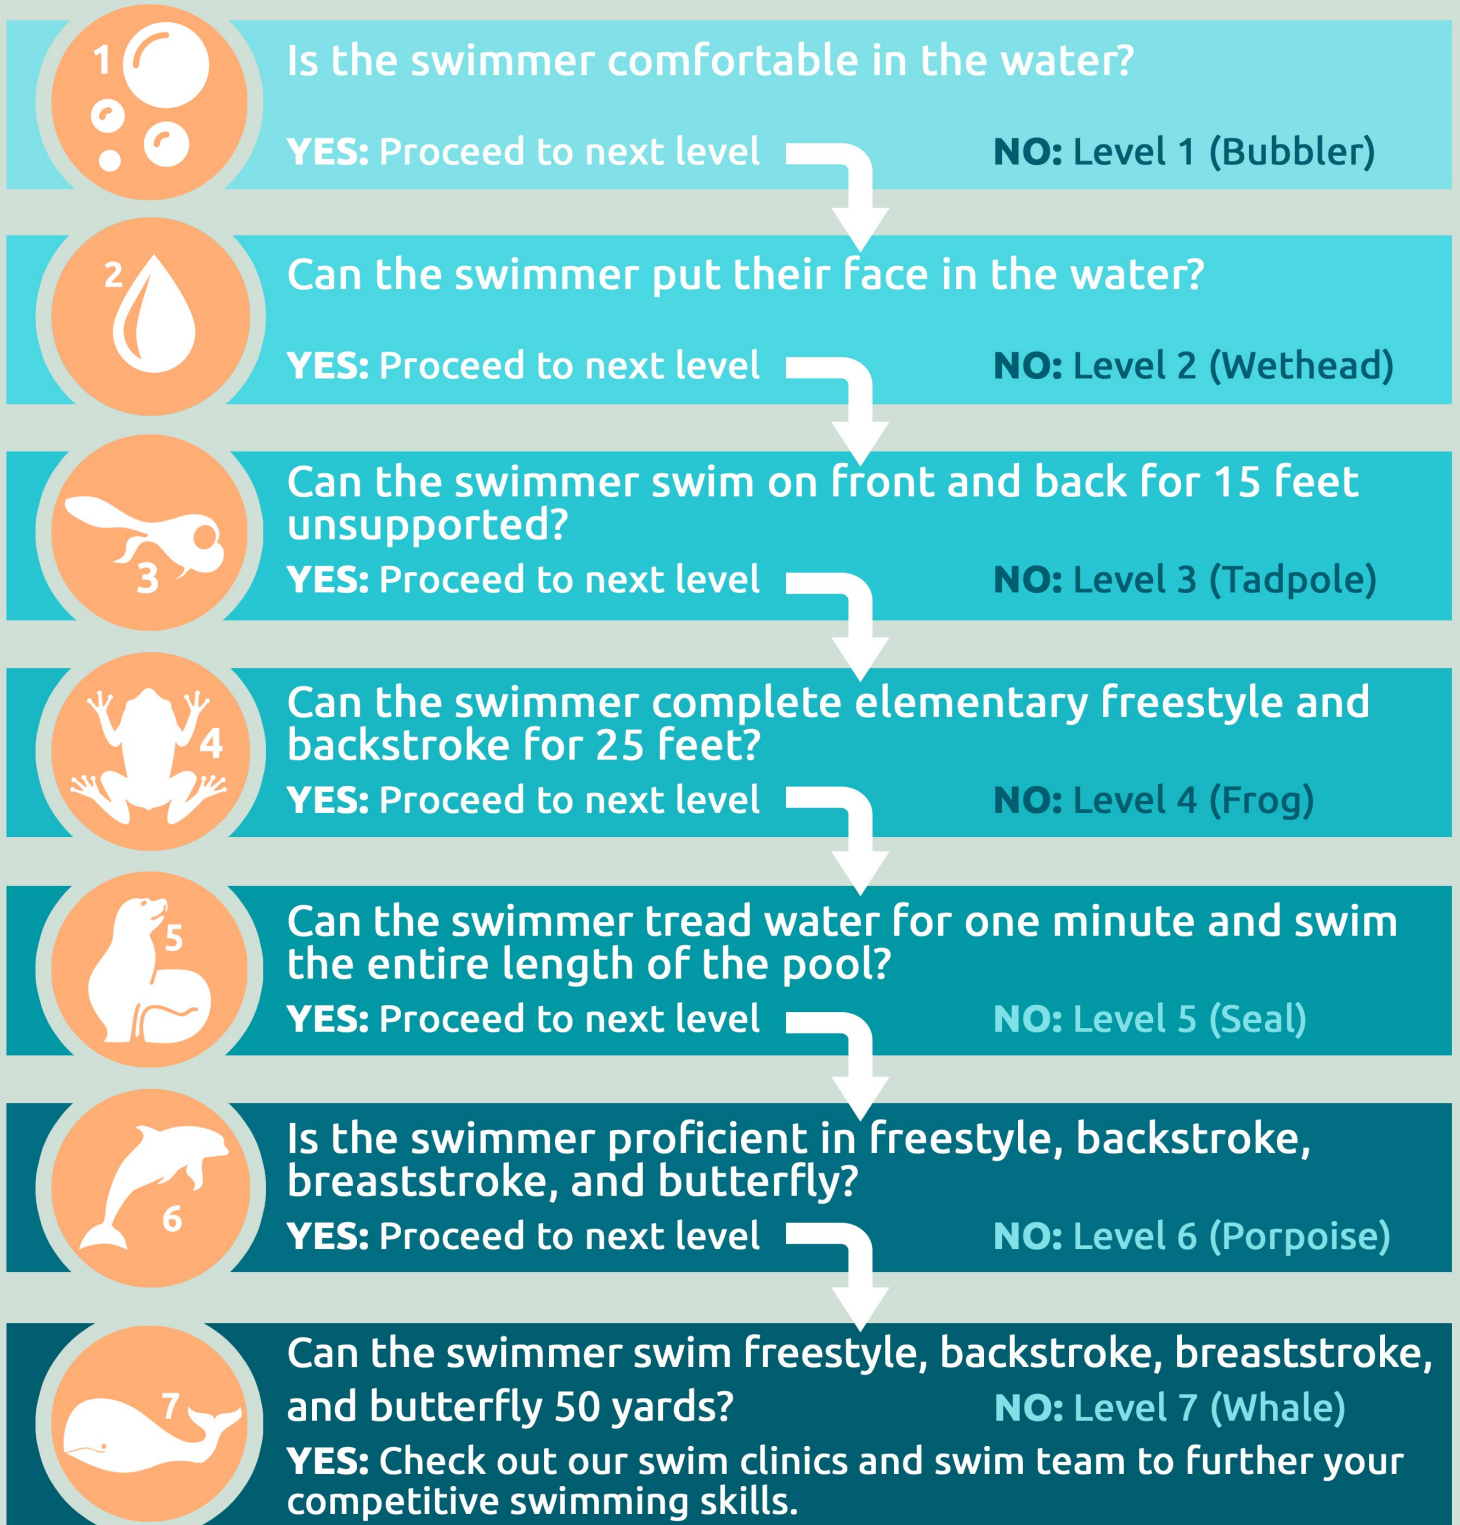 1
Is the swimmer comfortable in the water?
YES: Proceed to next level
NO: Level 1 (Bubbler)
2
Can the swimmer put their face in the water?
YES: Proceed to next level
NO: Level 2 (Wethead)
3
Can the swimmer swim on front and back for 15 feet
unsupported?
YES: Proceed to next level
NO: Level 3 (Tadpole)
4
Can the swimmer complete elementary freestyle and
backstroke for 25 feet?
YES: Proceed to next level
NO: Level 4 (Frog)
5
Can the swimmer tread water for one minute and swim
the entire length of the pool?
YES: Proceed to next level
NO: Level 5 (Seal)
6
Is the swimmer proficient in freestyle, backstroke,
breaststroke, and butterfly?
YES: Proceed to next level
NO: Level 6 (Porpoise)
7
Can the swimmer swim freestyle, backstroke, breaststroke,
and butterfly 50 yards?
NO: Level 7 (Whale)
YES: Check out our swim clinics and swim team to further your
competitive swimming skills.